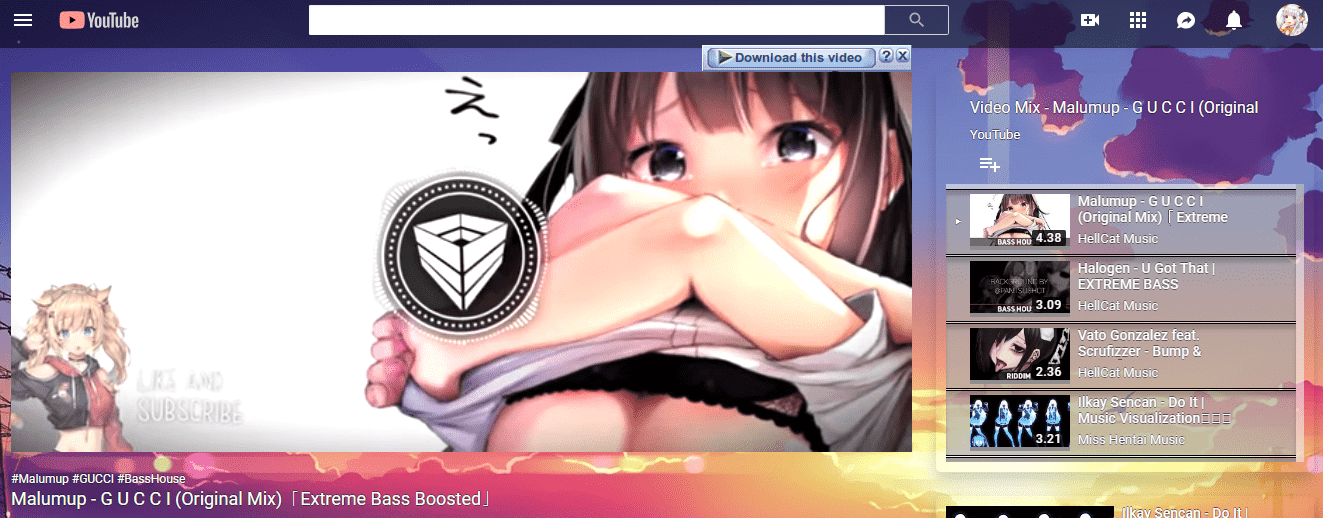 YouTube
Download this video
?
X
えっ
LIKE AND
SUBSCRIBE
#Malumup #GUCCI #BassHouse
Malumup - G U C C I (Original Mix)「Extreme Bass Boosted」
Video Mix - Malumup - G U C C I (Original
YouTube
Malumup - G U C C I
(Original Mix)「Extreme
HellCat Music
BASS HOU
4.38
Halogen - U Got That |
EXTREME BASS
HellCat Music
BACKGROUND BY
BASS HOU
3.09
Vato Gonzalez feat.
Scrufizzer - Bump &
HellCat Music
RIDDIM
2.36
Ilkay Sencan - Do It |
Music Visualization
Miss Hentai Music
3.21
Ilkay Sencan - Do It |